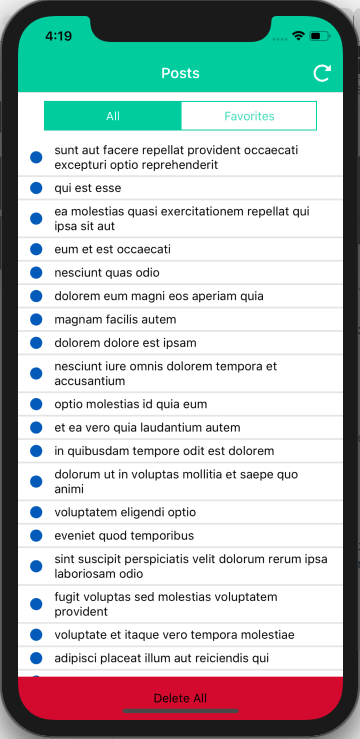 4:19
Posts
All
Favorites
sunt aut facere repellat provident occaecati
excepturi optio reprehenderit
qui est esse
ea molestias quasi exercitationem repellat qui
ipsa sit aut
eum et est occaecati
nesciunt quas odio
dolorem eum magni eos aperiam quia
magnam facilis autem
dolorem dolore est ipsam
nesciunt iure omnis dolorem tempora et
accusantium
optio molestias id quia eum
et ea vero quia laudantium autem
in quibusdam tempore odit est dolorem
dolorum ut in voluptas mollitia et saepe quo
animi
voluptatem eligendi optio
eveniet quod temporibus
sint suscipit perspiciatis velit dolorum rerum ipsa
laboriosam odio
fugit voluptas sed molestias voluptatem
provident
voluptate et itaque vero tempora molestiae
adipisci placeat illum aut reiciendis qui
Delete All